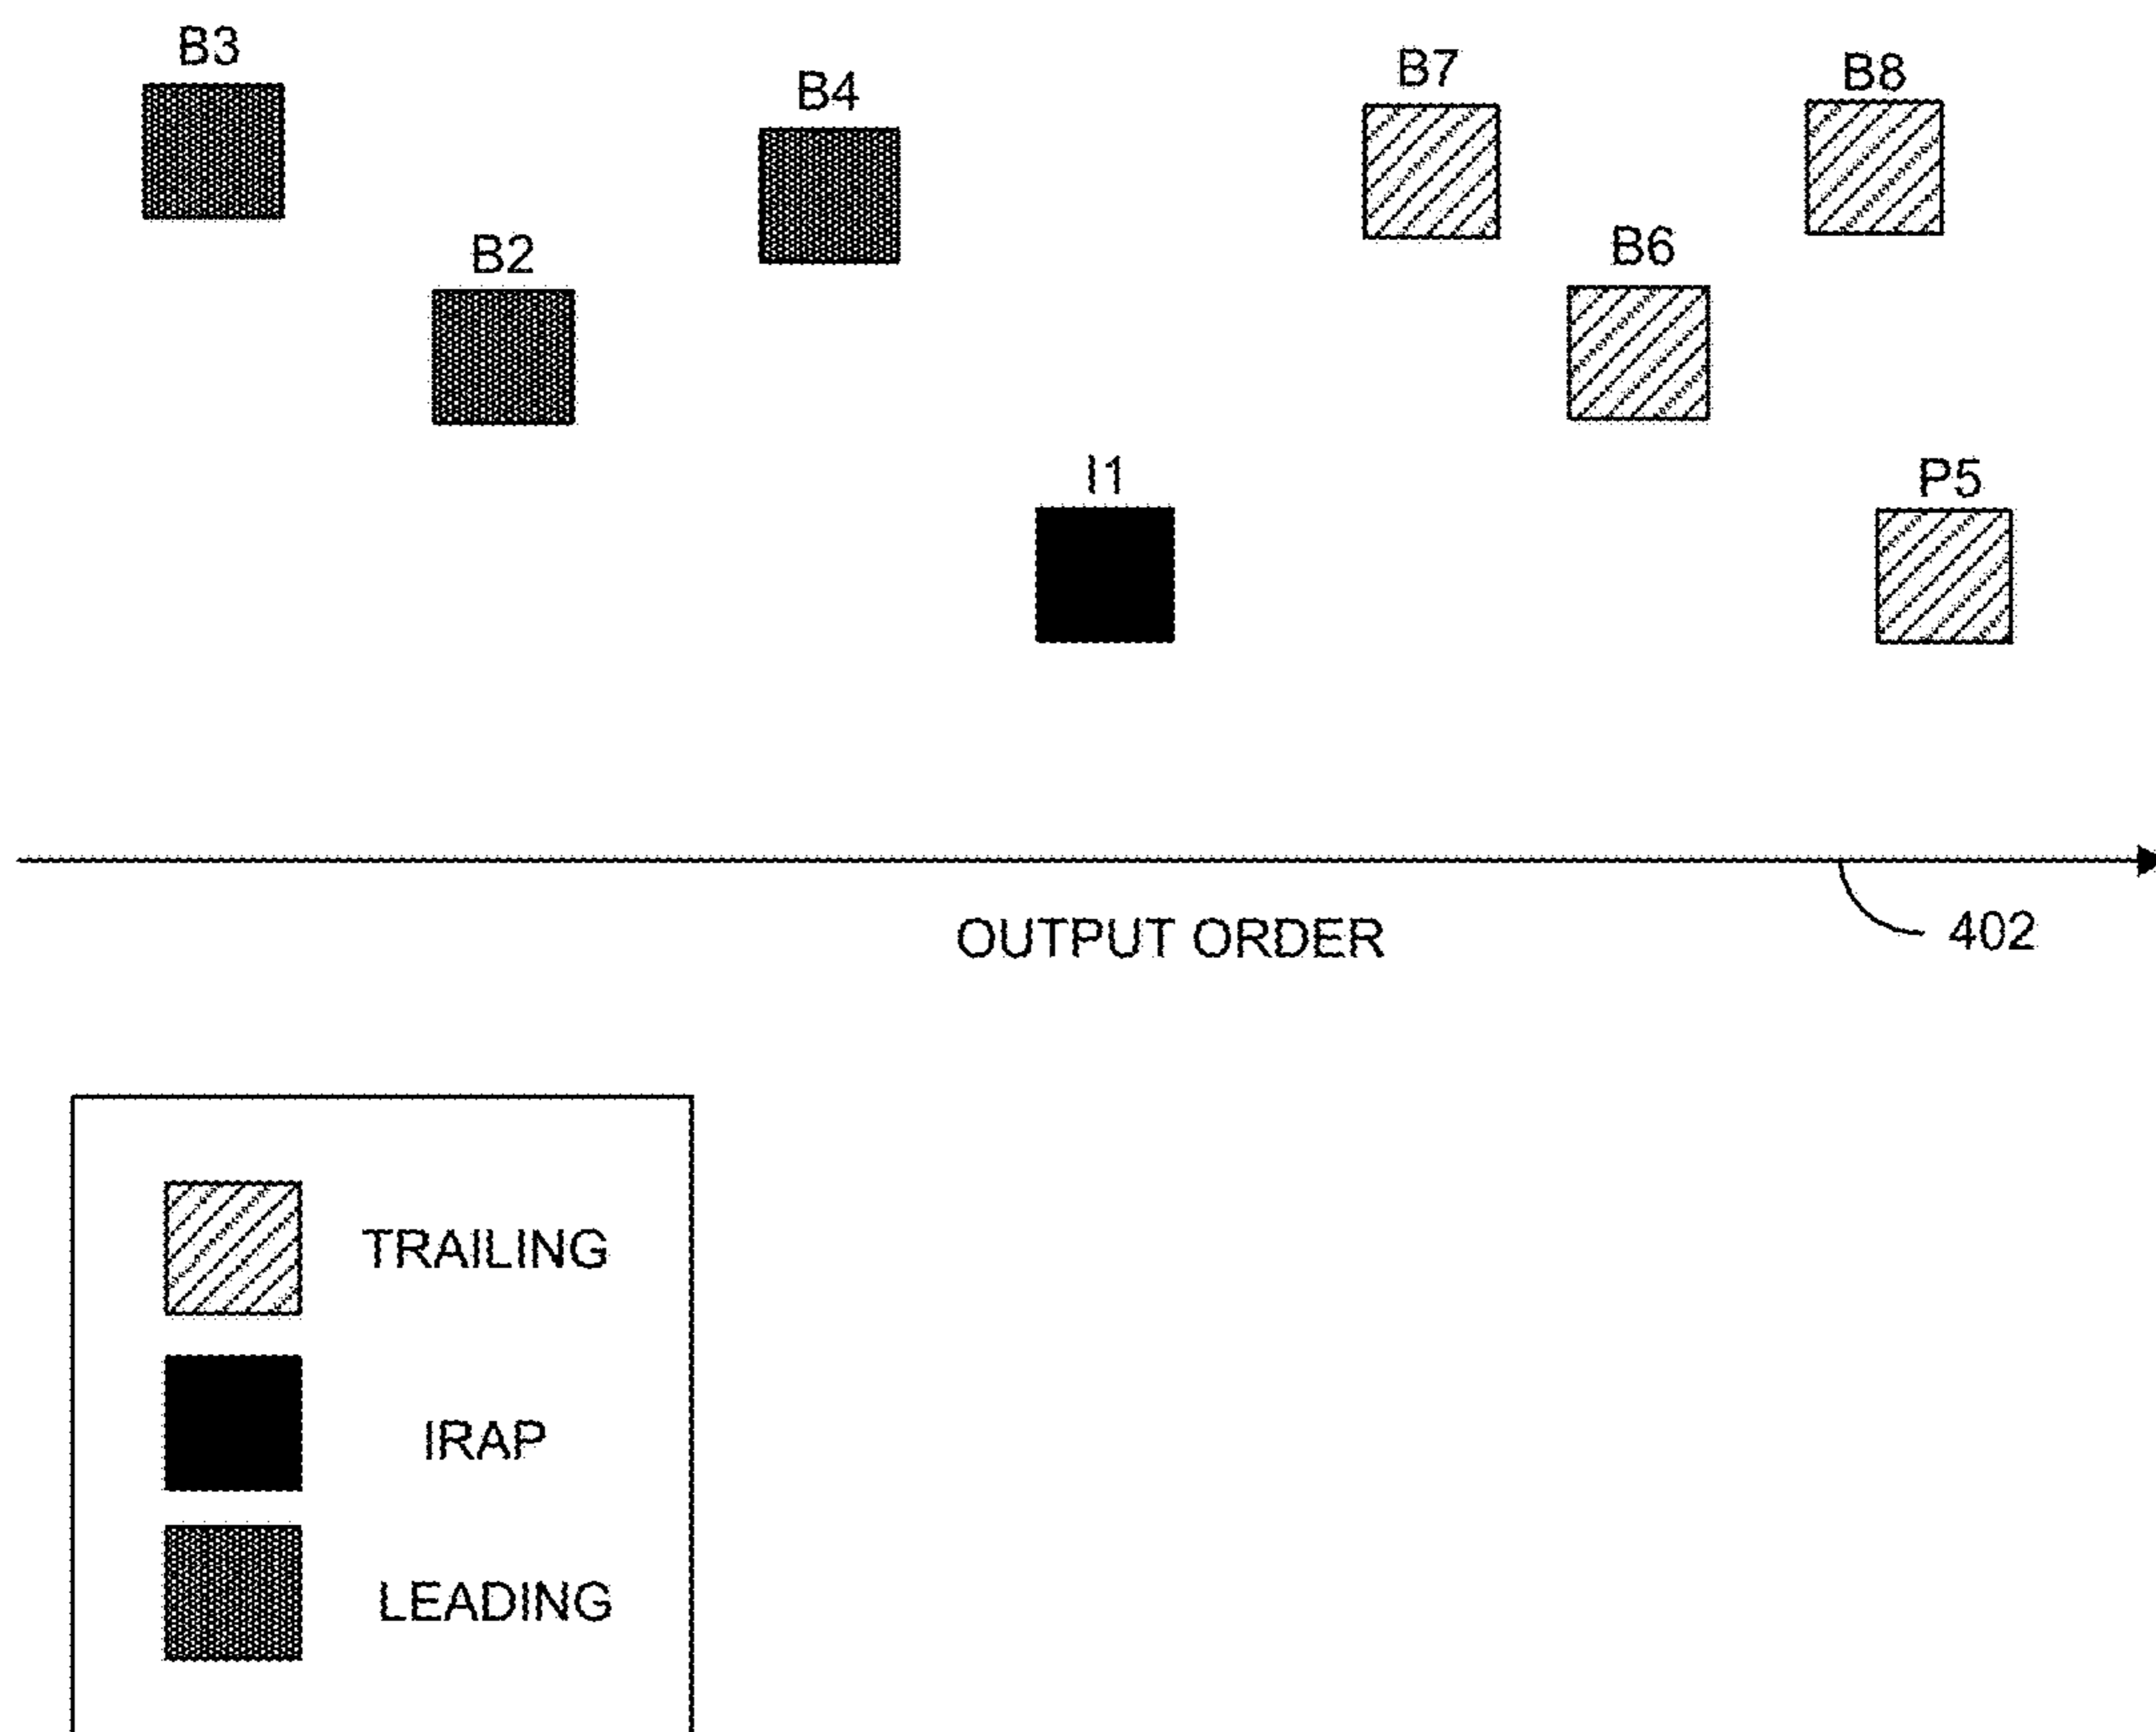 B3
B4
B7
B8
B2
B6
I1
P5
OUTPUT ORDER
402
TRAILING
IRAP
LEADING